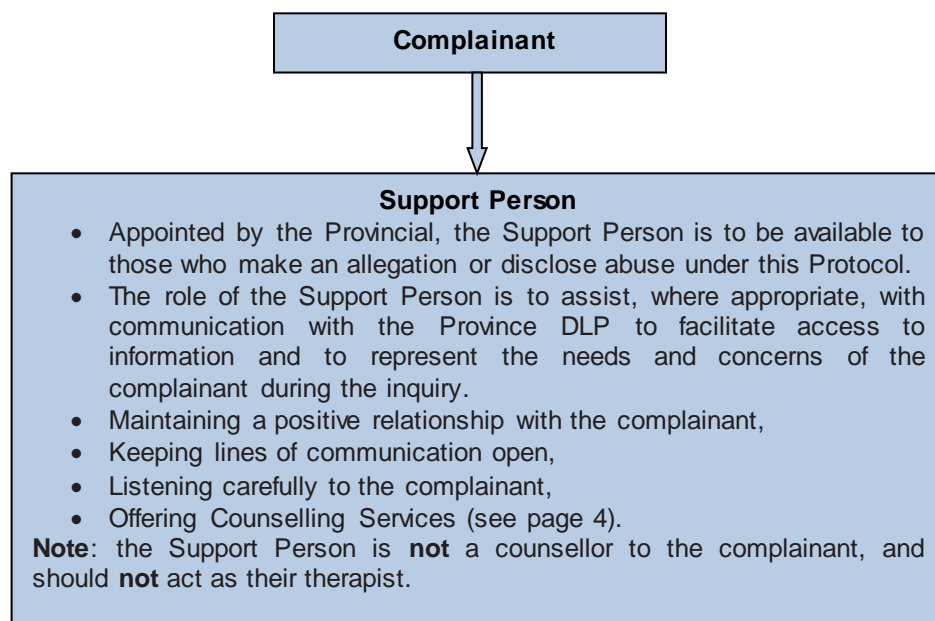 Complainant
Support Person
• Appointed by the Provincial, the Support Person is to be available to
those who make an allegation or disclose abuse under this Protocol.
• The role of the Support Person is to assist, where appropriate, with
communication with the Province DLP to facilitate access to
information and to represent the needs and concerns of the
complainant during the inquiry.
• Maintaining a positive relationship with the complainant,
• Keeping lines of communication open,
• Listening carefully to the complainant,
• Offering Counselling Services (see page 4).
Note: the Support Person is not a counsellor to the complainant, and
should not act as their therapist.